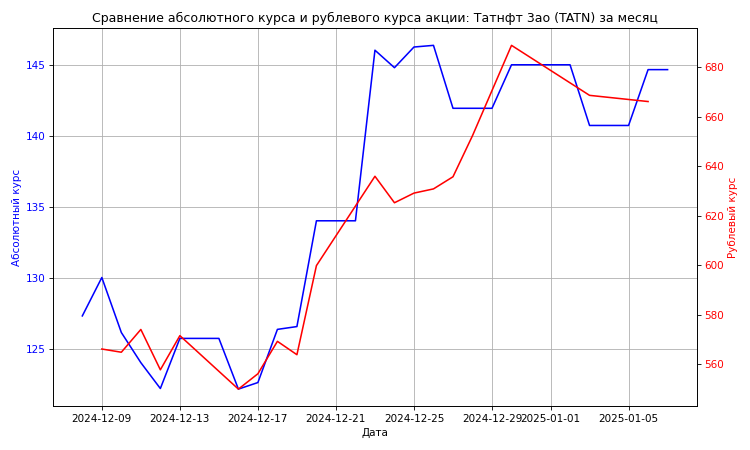 Сравнение абсолютного курса и рублевого курса акции: Татнфт 3ао (TATN) за месяц
145
140
135
130
125
Абсолютный курс
680
660
640
620
600
580
560
Рублевый курс
2024-12-09 2024-12-13 2024-12-17 2024-12-21 2024-12-25 2024-12-29 2025-01-01 2025-01-05
Дата